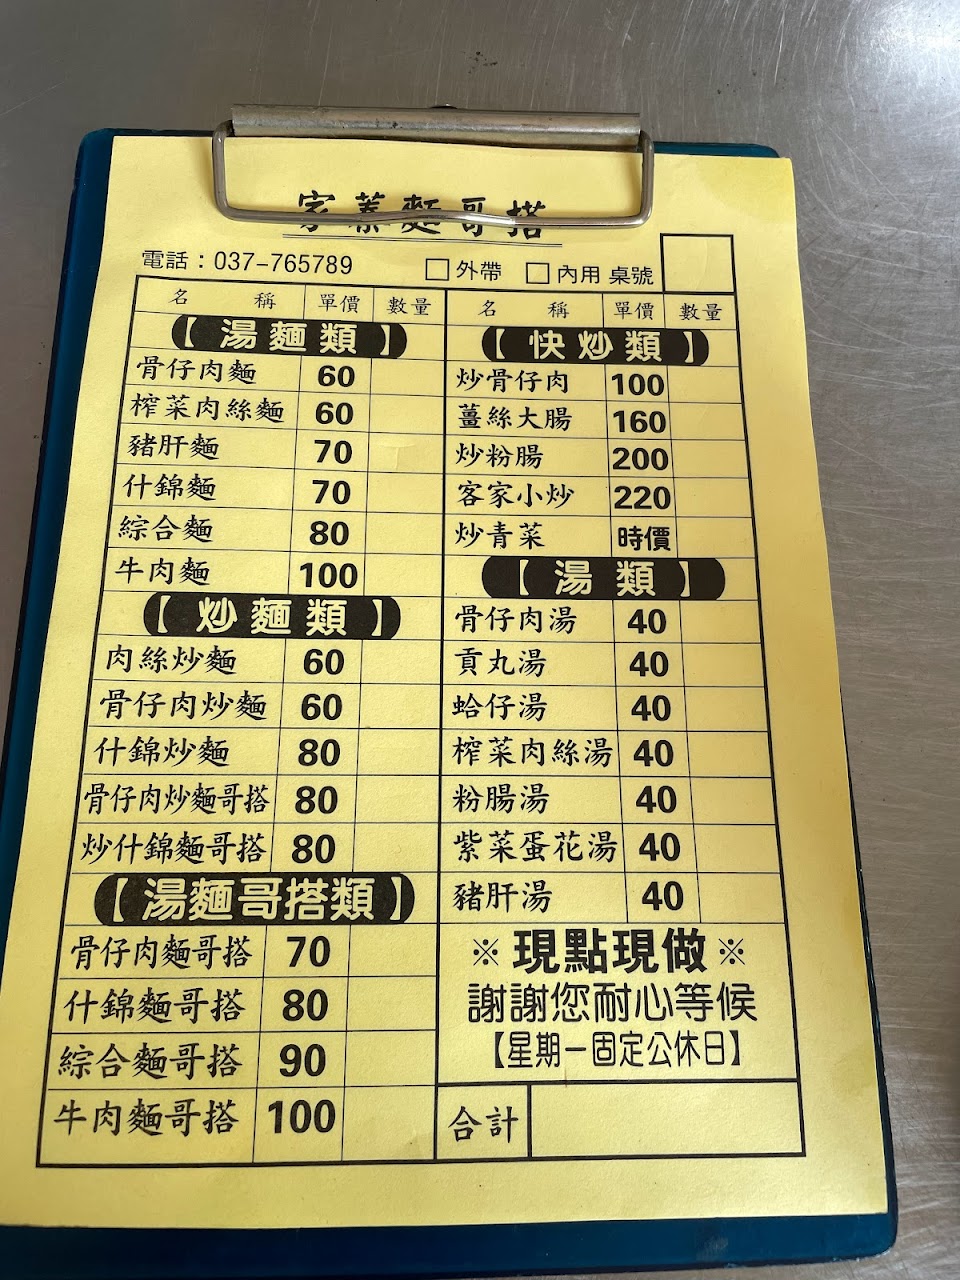 家蓁麵哥搭
電話：037-765789
□外帶 □內用 桌號
名稱 單價 數量
【湯麵類】
骨仔肉麵 60
榨菜肉絲麵 60
豬肝麵 70
什錦麵 70
綜合麵 80
牛肉麵 100
【炒麵類】
肉絲炒麵 60
骨仔肉炒麵 60
什錦炒麵 80
骨仔肉炒麵哥搭 80
炒什錦麵哥搭 80
【湯麵哥搭類】
骨仔肉麵哥搭 70
什錦麵哥搭 80
綜合麵哥搭 90
牛肉麵哥搭 100
名稱 單價 數量
【快炒類】
炒骨仔肉 100
薑絲大腸 160
炒粉腸 200
客家小炒 220
炒青菜 時價
【湯類】
骨仔肉湯 40
貢丸湯 40
蛤仔湯 40
榨菜肉絲湯 40
粉腸湯 40
紫菜蛋花湯 40
豬肝湯 40
※現點現做※
謝謝您耐心等候
【星期一固定公休日】
合計